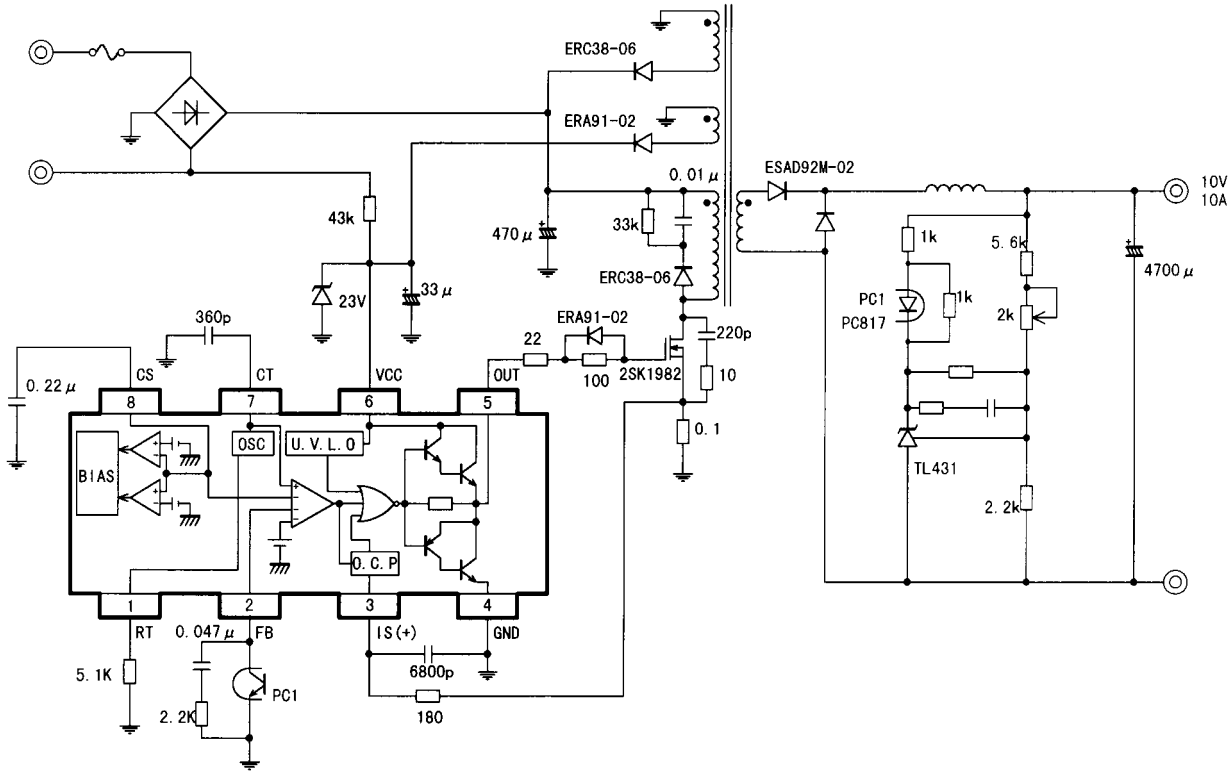 ERC38-06
ERA91-02
ESAD92M-02
0.01μ
10V
10A
43k
470μ
33k
1k
5.6k
4700μ
ERC38-06
23V
33μ
PC1
PC817
1k
2k
360p
ERA91-02
220p
22
100
2SK1982
10
0.22μ
CS
CT
VCC
OUT
8
7
6
5
0.1
BIAS
OSC
U.V.L.O
TL431
2.2k
O.C.P
1
2
3
4
RT
0.047μ
FB
IS(+)
GND
6800p
5.1K
2.2K
PC1
180